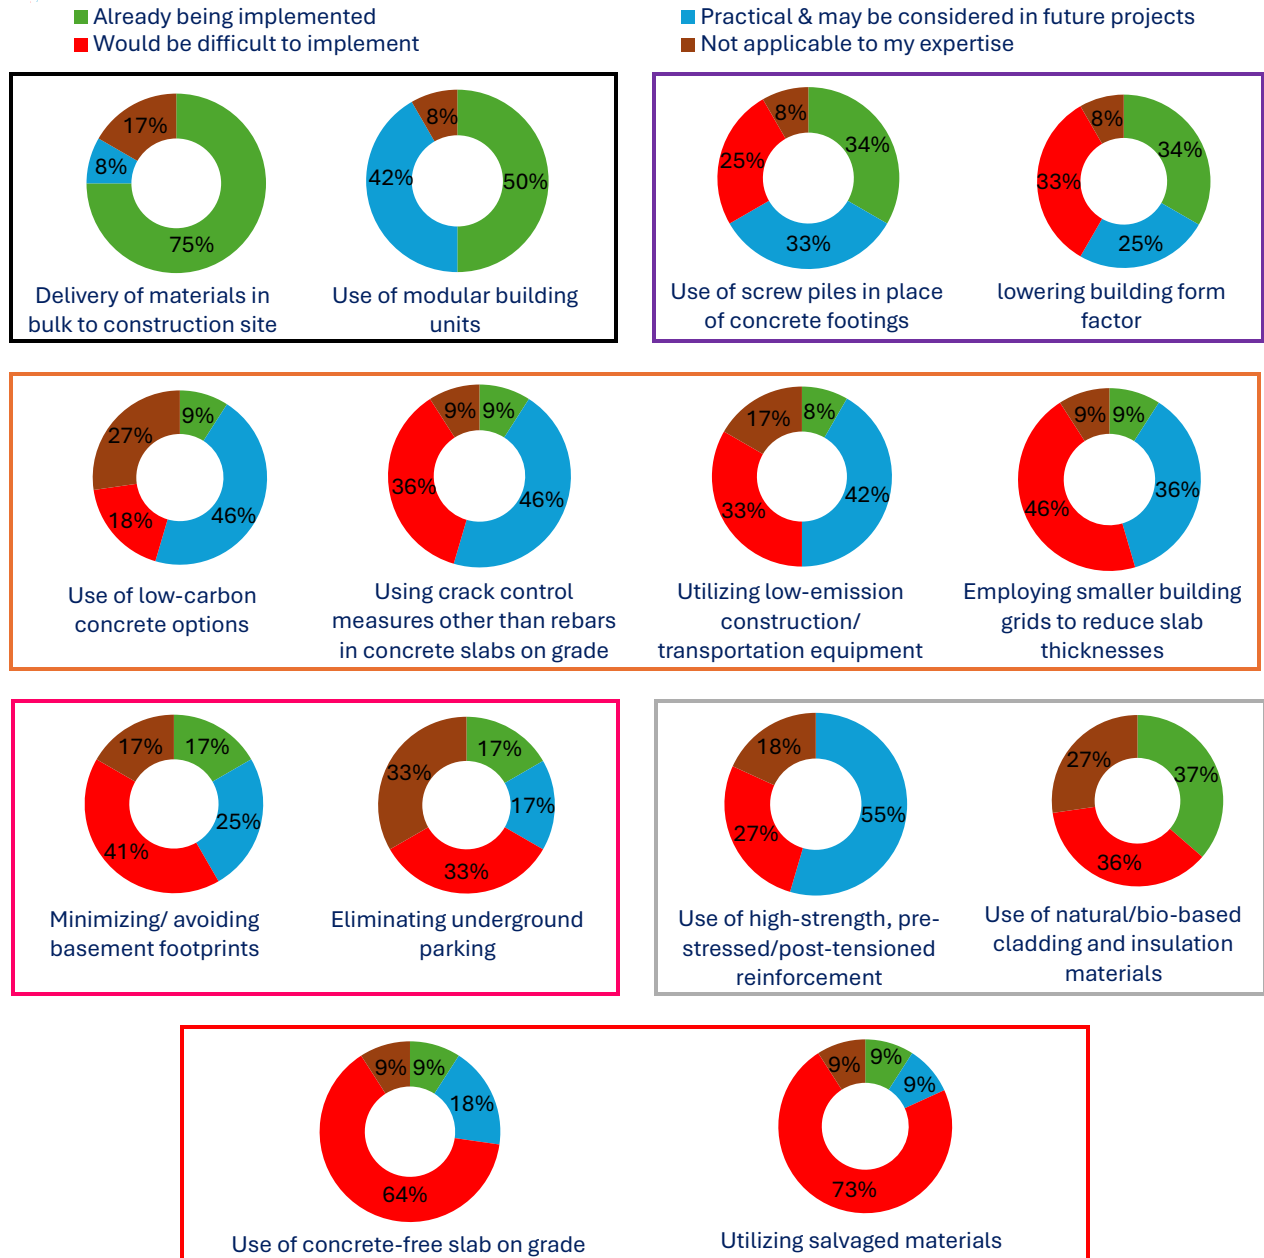 Already being implemented
Practical & may be considered in future projects
Would be difficult to implement
Not applicable to my expertise
17%
8%
75%
Delivery of materials in
bulk to construction site
8%
42%
50%
Use of modular building
units
8%
34%
25%
33%
Use of screw piles in place
of concrete footings
8%
34%
33%
25%
lowering building form
factor
9%
27%
18%
46%
Use of low-carbon
concrete options
9%
9%
36%
46%
Using crack control
measures other than rebars
in concrete slabs on grade
17%
8%
33%
42%
Utilizing low-emission
construction/
transportation equipment
9%
9%
46%
36%
Employing smaller building
grids to reduce slab
thicknesses
17%
17%
41%
25%
Minimizing/ avoiding
basement footprints
17%
33%
17%
33%
Eliminating underground
parking
18%
55%
27%
Use of high-strength, pre-
stressed/post-tensioned
reinforcement
27%
37%
36%
Use of natural/bio-based
cladding and insulation
materials
9%
9%
18%
64%
Use of concrete-free slab on grade
9%
9%
9%
73%
Utilizing salvaged materials